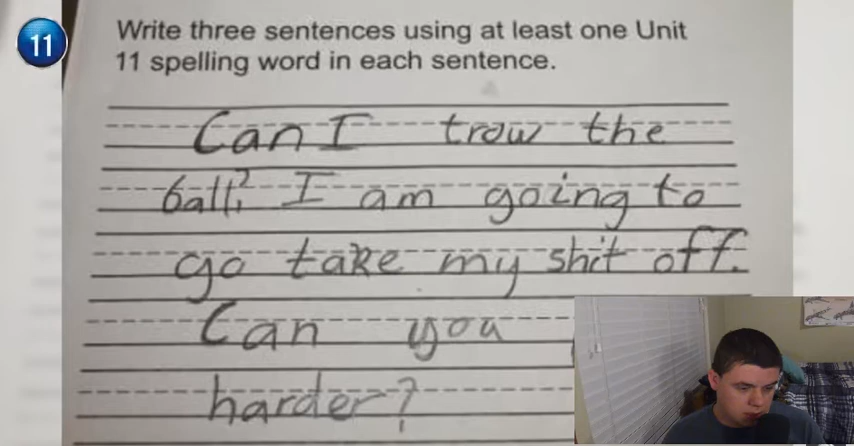 11
Write three sentences using at least one Unit
11 spelling word in each sentence.
Can I trow the
ball? I am going to
go take my shit off.
Can you
harder?